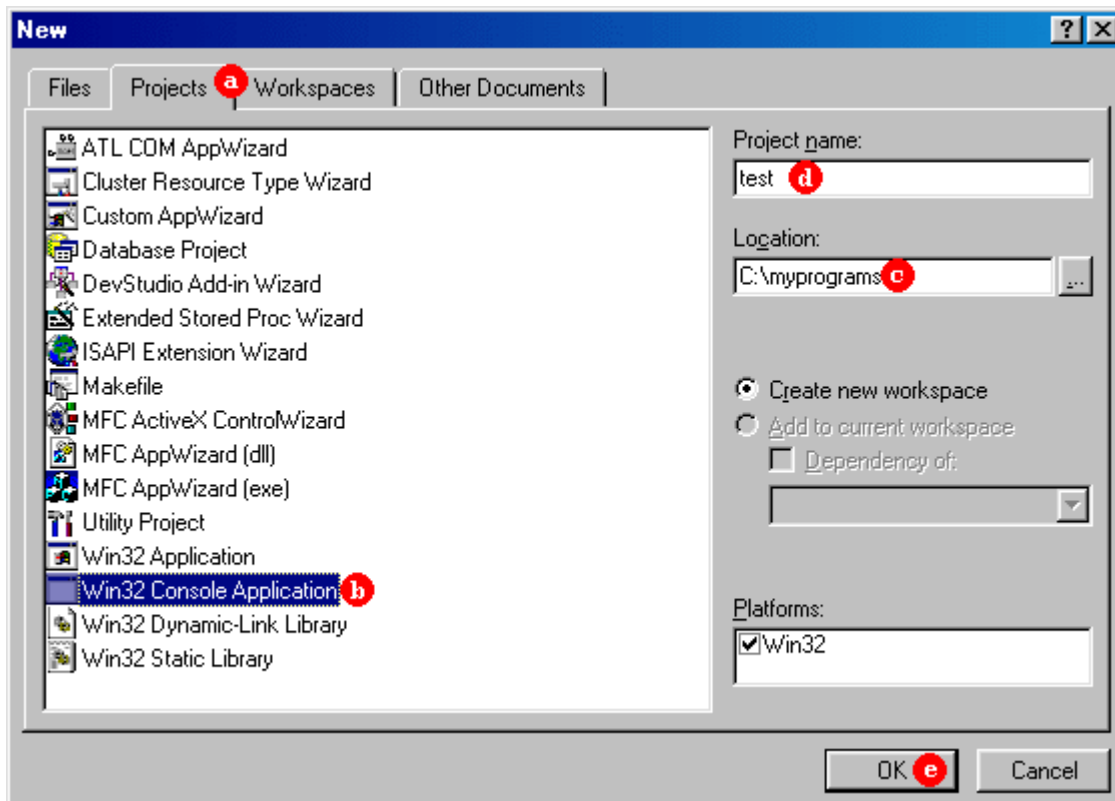 New
Files
Projects a
Workspaces
Other Documents
ATL COM AppWizard
Cluster Resource Type Wizard
Custom AppWizard
Database Project
DevStudio Add-in Wizard
Extended Stored Proc Wizard
ISAPI Extension Wizard
Makefile
MFC ActiveX ControlWizard
MFC AppWizard (dll)
MFC AppWizard (exe)
Utility Project
Win32 Application
Win32 Console Application b
Win32 Dynamic-Link Library
Win32 Static Library
Project name:
test d
Location:
C:\myprograms c
...
Create new workspace
Add to current workspace
Dependency of:
Platforms:
Win32
OK e
Cancel